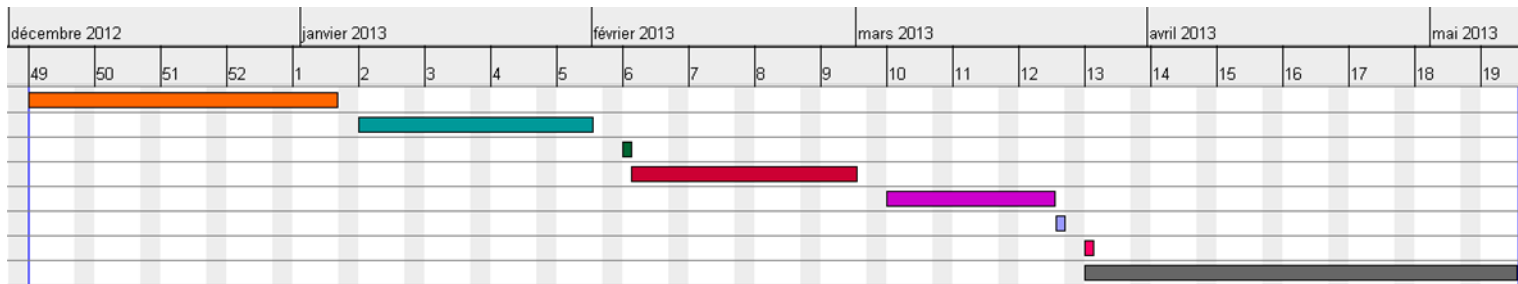 décembre 2012 janvier 2013 février 2013 mars 2013 avril 2013 mai 2013
49 50 51 52 1 2 3 4 5 6 7 8 9 10 11 12 13 14 15 16 17 18 19